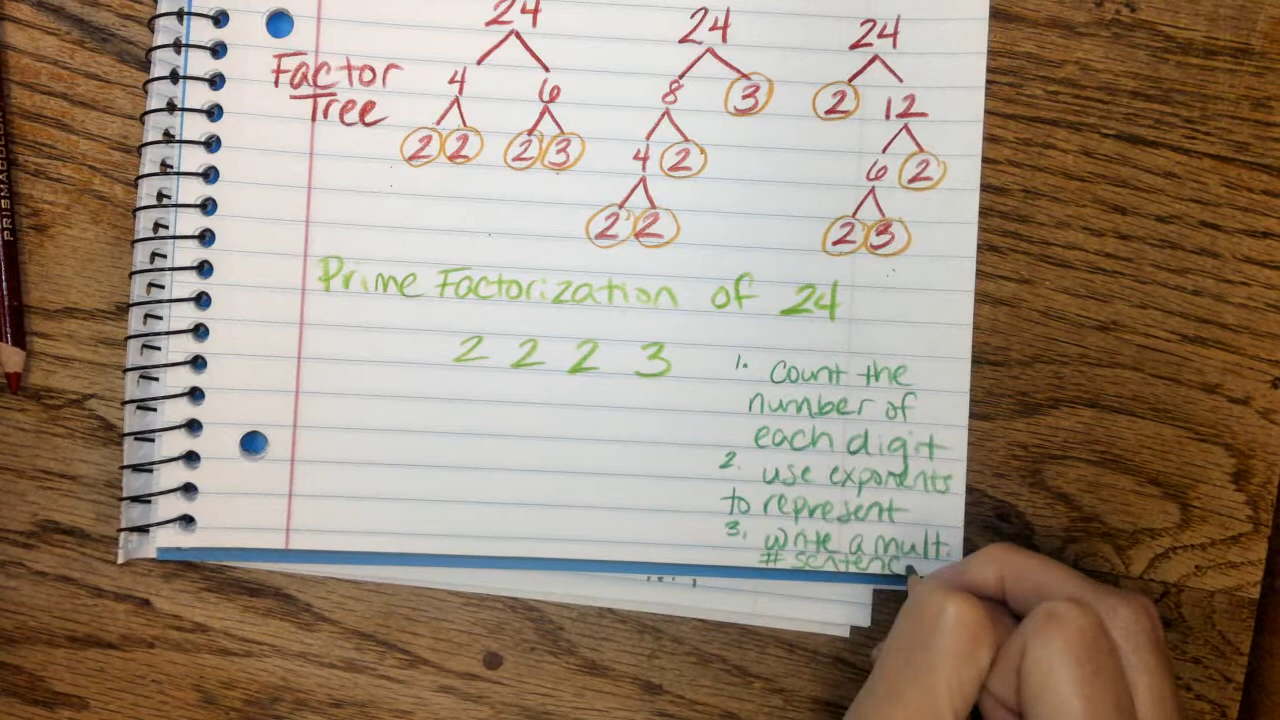 24 24 24
Factor Tree
4 6 8 3 2 12
2 2 2 3 4 2 6 2
2 2 2 3
Prime Factorization of 24
2 2 2 3
1. Count the
number of
each digit
2. use exponents
to represent
3. write a mult.
# sentenc
PRISMACOLOR